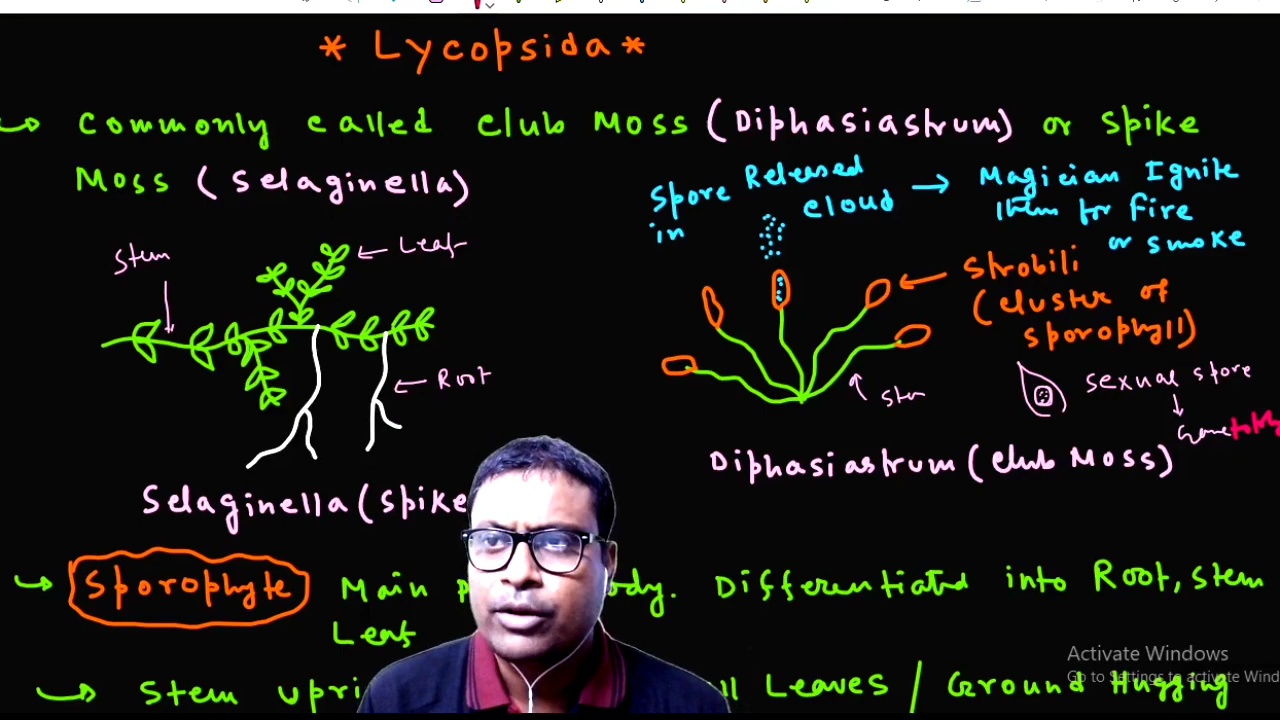 * Lycopsida *
Commonly called Club Moss (Diphasiastrum) or Spike
Moss (Selaginella)
Stem
Leaf
Root
Selaginella (Spike
Spore Released
in cloud
Magician Ignite
them for Fire
or smoke
Strobili
(cluster of
sporophyll)
Stem
sexual spore
Diphasiastrum (Club Moss)
Sporophyte Main body. Differentiated into Root, Stem
Leaf
Stem Leaves / Ground Hugging
Activate Windows
Go to Settings to activate Wind